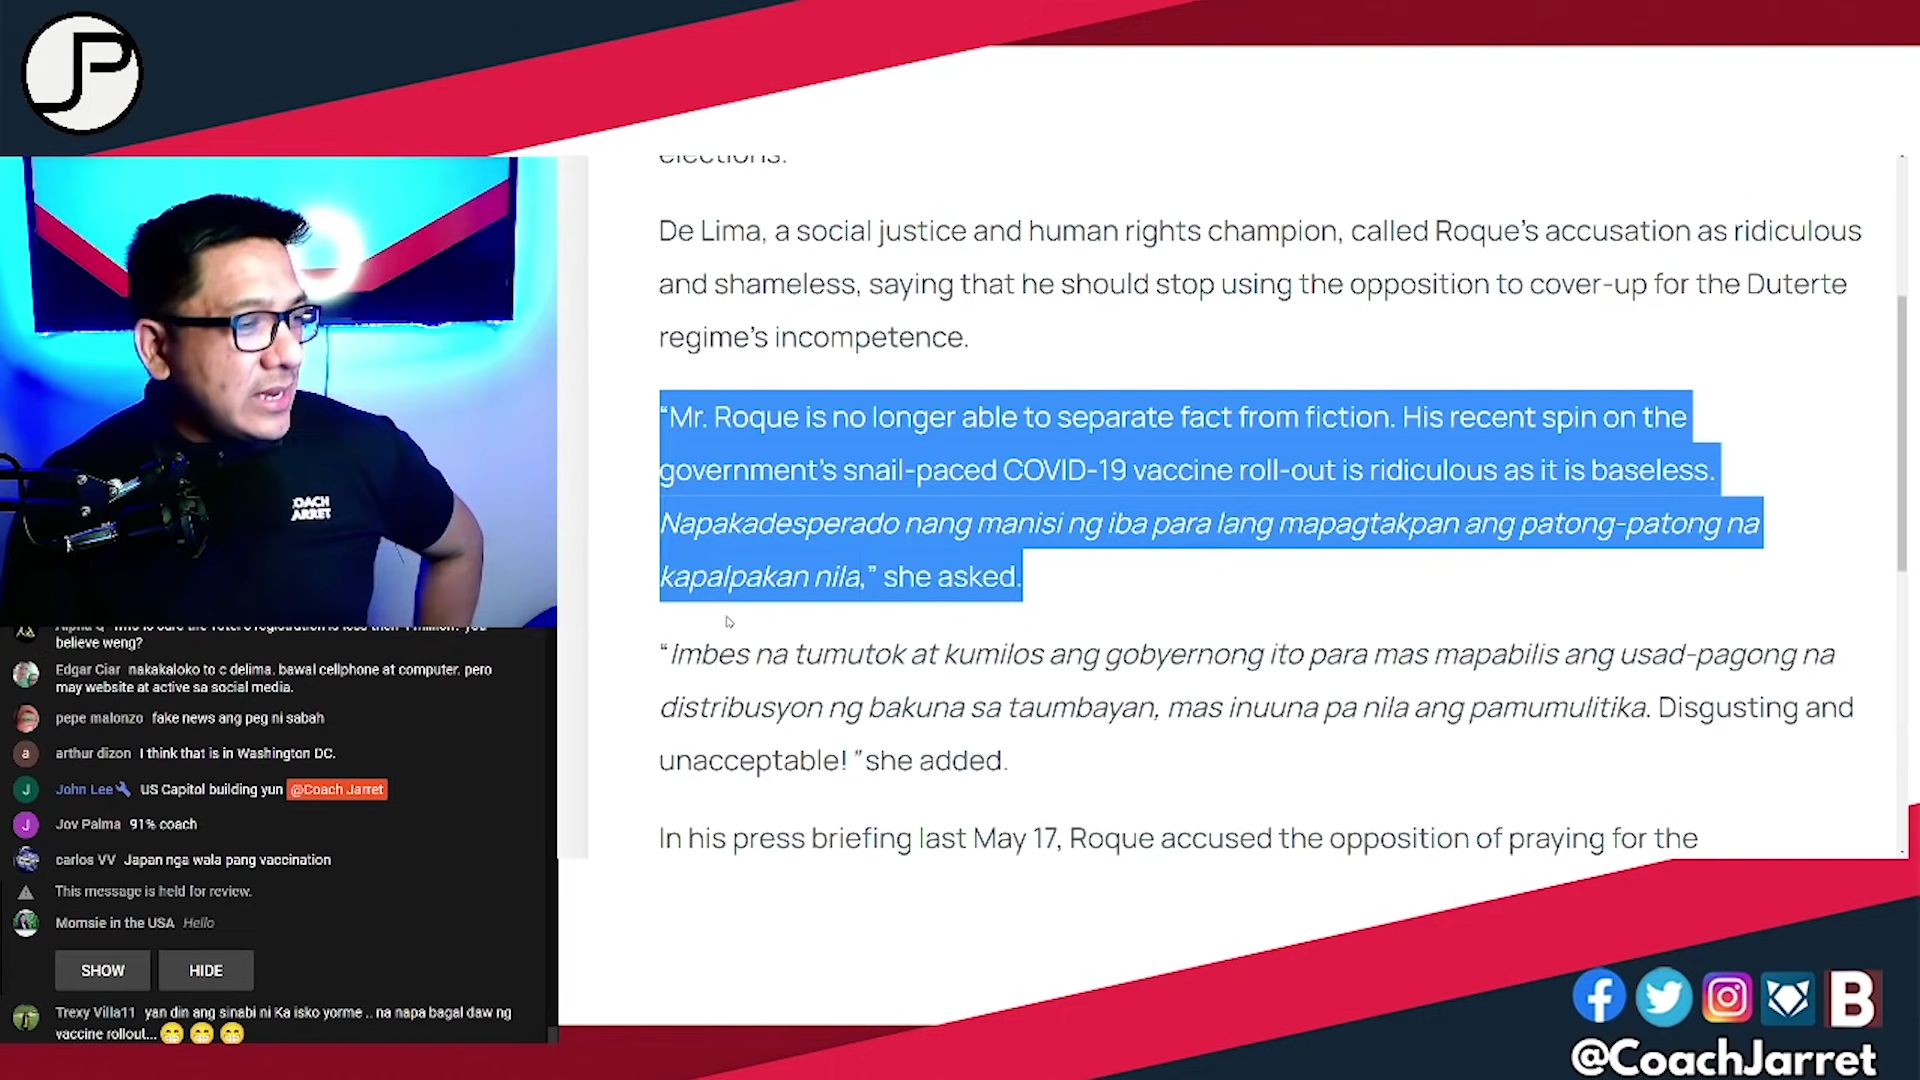 JP
elections.
De Lima, a social justice and human rights champion, called Roque’s accusation as ridiculous
and shameless, saying that he should stop using the opposition to cover-up for the Duterte
regime’s incompetence.
“Mr. Roque is no longer able to separate fact from fiction. His recent spin on the
government’s snail-paced COVID-19 vaccine roll-out is ridiculous as it is baseless.
Napakadesperado nang manisi ng iba para lang mapagtakpan ang patong-patong na
kapalpakan nila,” she asked.
“Imbes na tumutok at kumilos ang gobyernong ito para mas mapabilis ang usad-pagong na
distribusyon ng bakuna sa taumbayan, mas inuuna pa nila ang pamumulitika. Disgusting and
unacceptable! ”she added.
In his press briefing last May 17, Roque accused the opposition of praying for the
OACH
ARRET
believe weng?
Edgar Ciar nakakaloko to c delima. bawal cellphone at computer. pero
may website at active sa social media.
pepe malonzo fake news ang peg ni sabah
a arthur dizon I think that is in Washington DC.
J John Lee US Capitol building yun @Coach Jarret
J Jov Palma 91% coach
carlos VV Japan nga wala pang vaccination
This message is held for review.
Momsie in the USA Hello
SHOW HIDE
Trexy Villa11 yan din ang sinabi ni Ka isko yorme .. na napa bagal daw ng
vaccine rollout... 😁 😁 😁
B
@CoachJarret